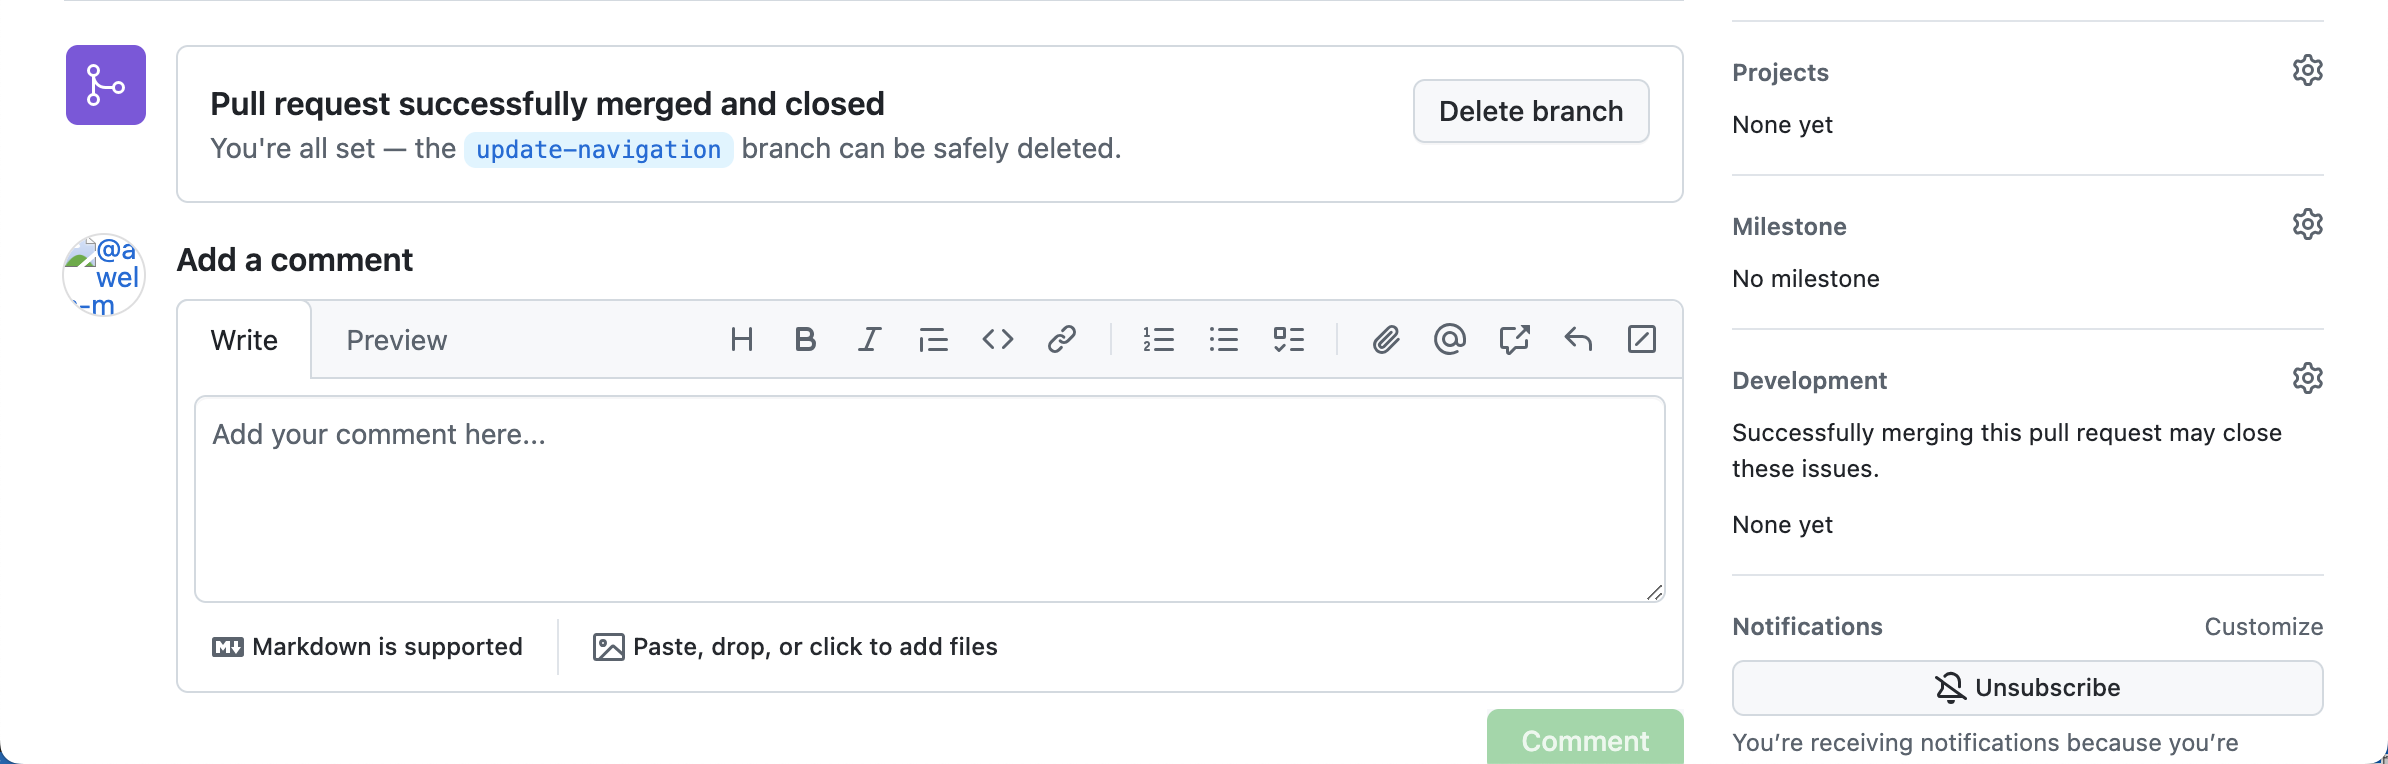 Pull request successfully merged and closed
Delete branch
You're all set — the update-navigation branch can be safely deleted.
@a
wel
-m
Add a comment
Write
Preview
Add your comment here...
Markdown is supported
Paste, drop, or click to add files
Comment
Projects
None yet
Milestone
No milestone
Development
Successfully merging this pull request may close
these issues.
None yet
Notifications
Customize
Unsubscribe
You’re receiving notifications because you’re